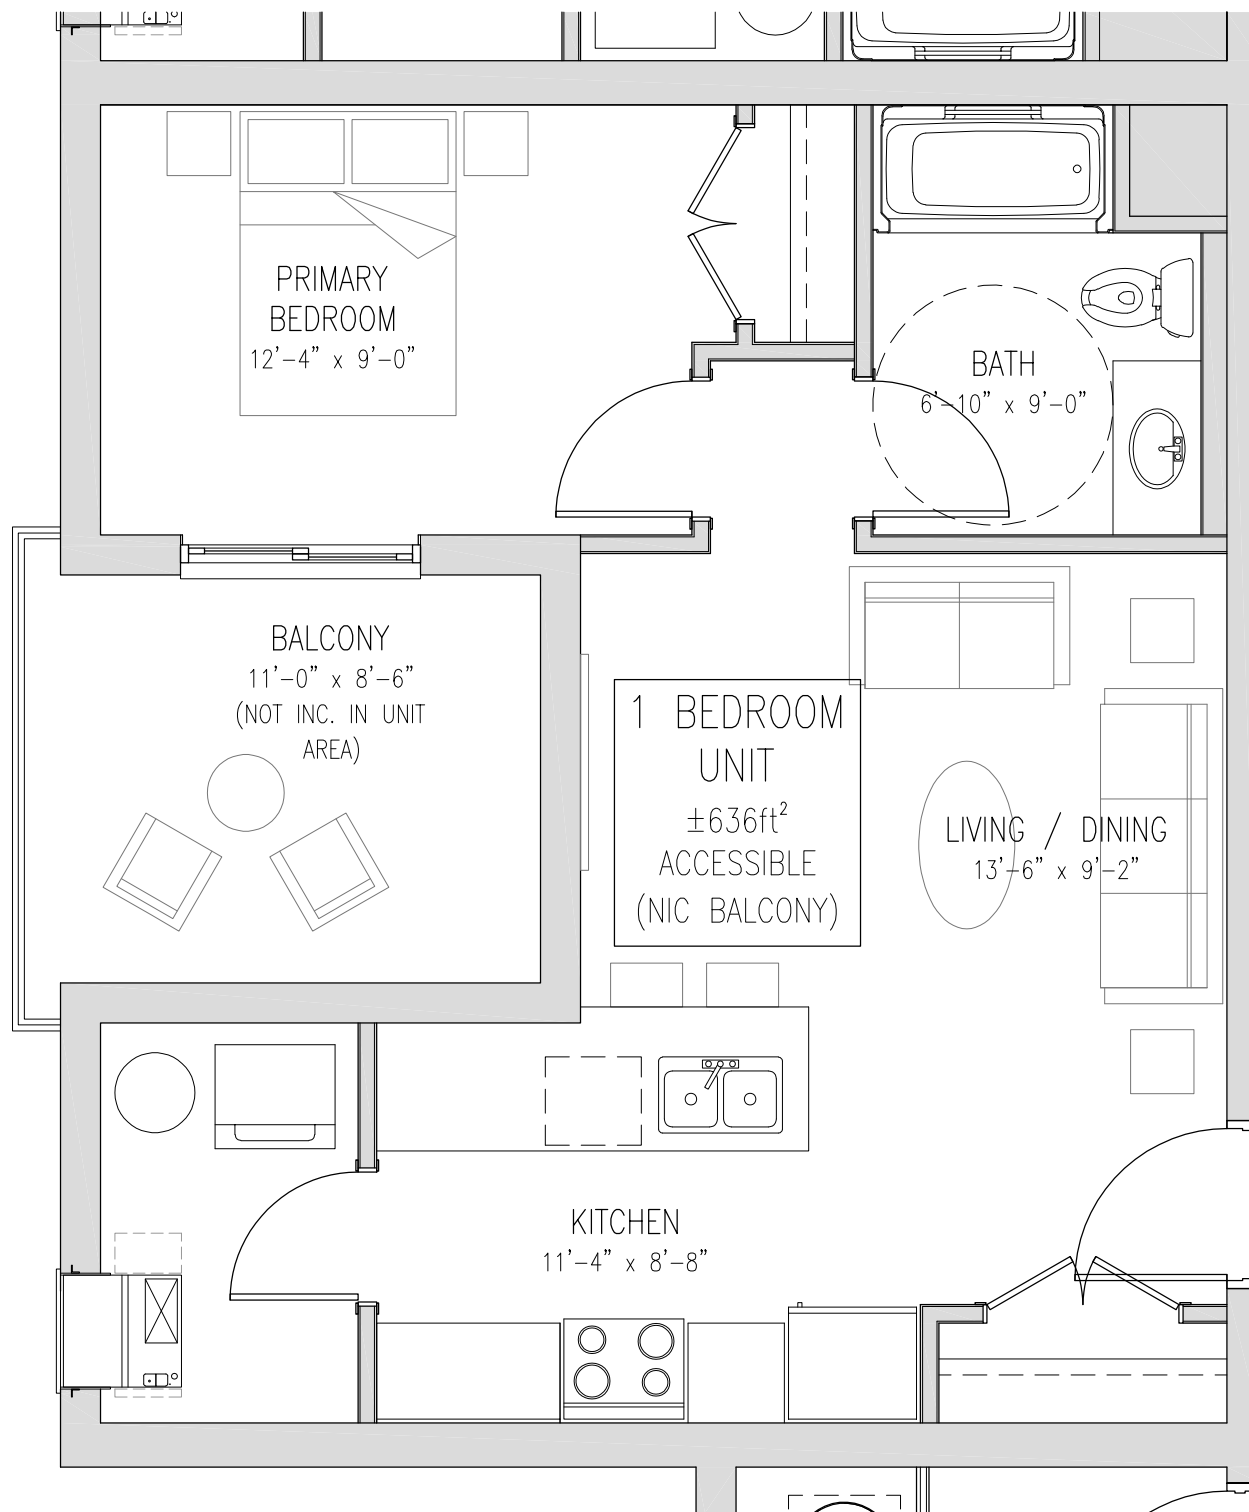 PRIMARY
BEDROOM
12'-4" x 9'-0"
BATH
6'-10" x 9'-0"
BALCONY
11'-0" x 8'-6"
(NOT INC. IN UNIT
AREA)
1 BEDROOM
UNIT
±636ft²
ACCESSIBLE
(NIC BALCONY)
LIVING / DINING
13'-6" x 9'-2"
KITCHEN
11'-4" x 8'-8"